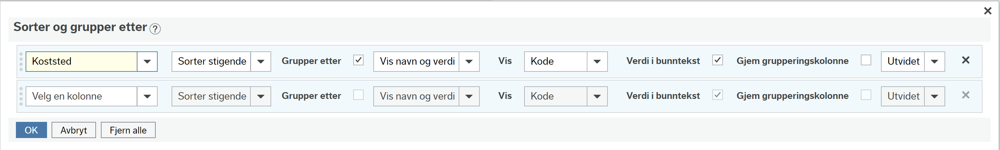 Sorter og grupper etter ?
Koststed Sorter stigende Grupper etter Vis navn og verdi Vis Kode Verdi i bunntekst Gjem grupperingskolonne Utvidet
Velg en kolonne Sorter stigende Grupper etter Vis navn og verdi Vis Kode Verdi i bunntekst Gjem grupperingskolonne Utvidet
OK Avbryt Fjern alle